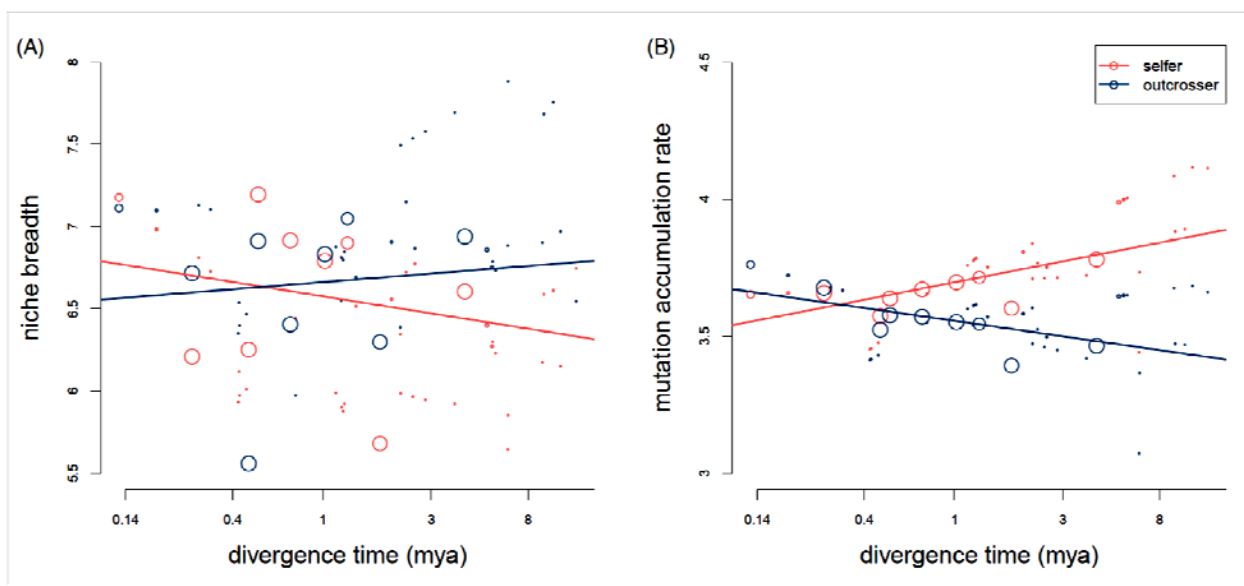 (A)
niche breadth
8
7.5
7
6.5
6
5.5
0.14 0.4 1 3 8
divergence time (mya)
(B)
mutation accumulation rate
4.5
4
3.5
3
0.14 0.4 1 3 8
divergence time (mya)
selfer
outcrosser